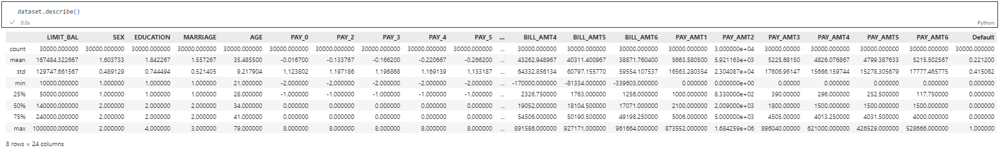 dataset.describe()
0.0s Python
LIMIT_BAL SEX EDUCATION MARRIAGE AGE PAY_0 PAY_2 PAY_3 PAY_4 PAY_5 ... BILL_AMT4 BILL_AMT5 BILL_AMT6 PAY_AMT1 PAY_AMT2 PAY_AMT3 PAY_AMT4 PAY_AMT5 PAY_AMT6 Default
count 30000.000000 30000.000000 30000.000000 30000.000000 30000.000000 30000.000000 30000.000000 30000.000000 30000.000000 30000.000000 ... 30000.000000 30000.000000 30000.000000 30000.000000 3.000000e+04 30000.00000 30000.000000 30000.000000 30000.000000 30000.000000
mean 167484.322667 1.603733 1.842267 1.557267 35.485500 -0.016700 -0.133767 -0.166200 -0.220667 -0.266200 ... 43262.948967 40311.400967 38871.760400 5663.580500 5.921163e+03 5225.68150 4826.076867 4799.387633 5215.502567 0.221200
std 129747.661567 0.489129 0.744494 0.521405 9.217904 1.123802 1.197186 1.196868 1.169139 1.133187 ... 64332.856134 60797.155770 59554.107537 16563.280354 2.304087e+04 17606.96147 15666.159744 15278.305679 17777.465775 0.415062
min 10000.000000 1.000000 1.000000 1.000000 21.000000 -2.000000 -2.000000 -2.000000 -2.000000 -2.000000 ... -170000.000000 -81334.000000 -339603.000000 0.000000 0.000000e+00 0.00000 0.000000 0.000000 0.000000 0.000000
25% 50000.000000 1.000000 1.000000 1.000000 28.000000 -1.000000 -1.000000 -1.000000 -1.000000 -1.000000 ... 2326.750000 1763.000000 1256.000000 1000.000000 8.330000e+02 390.00000 296.000000 252.500000 117.750000 0.000000
50% 140000.000000 2.000000 2.000000 2.000000 34.000000 0.000000 0.000000 0.000000 0.000000 0.000000 ... 19052.000000 18104.500000 17071.000000 2100.000000 2.009000e+03 1800.00000 1500.000000 1500.000000 1500.000000 0.000000
75% 240000.000000 2.000000 2.000000 2.000000 41.000000 0.000000 0.000000 0.000000 0.000000 0.000000 ... 54506.000000 50190.500000 49198.250000 5006.000000 5.000000e+03 4505.00000 4013.250000 4031.500000 4000.000000 0.000000
max 1000000.000000 2.000000 4.000000 3.000000 79.000000 8.000000 8.000000 8.000000 8.000000 8.000000 ... 891586.000000 927171.000000 961664.000000 873552.000000 1.684259e+06 896040.00000 621000.000000 426529.000000 528666.000000 1.000000
8 rows × 24 columns